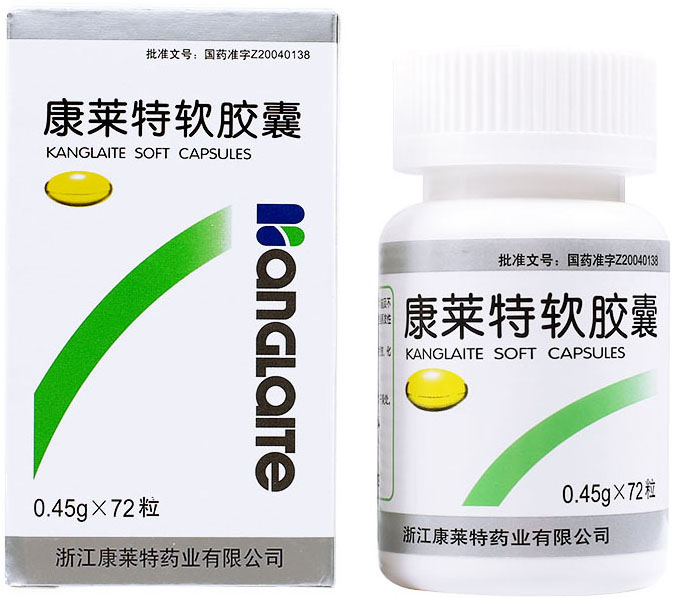 批准文号：国药准字Z20040138
康莱特软胶囊
KANGLAITE SOFT CAPSULES
KangLaiTe
0.45g×72粒
浙江康莱特药业有限公司
批准文号：国药准字Z20040138
康莱特软胶囊
KANGLAITE SOFT CAPSULES
0.45g×72粒
浙江康莱特药业有限公司